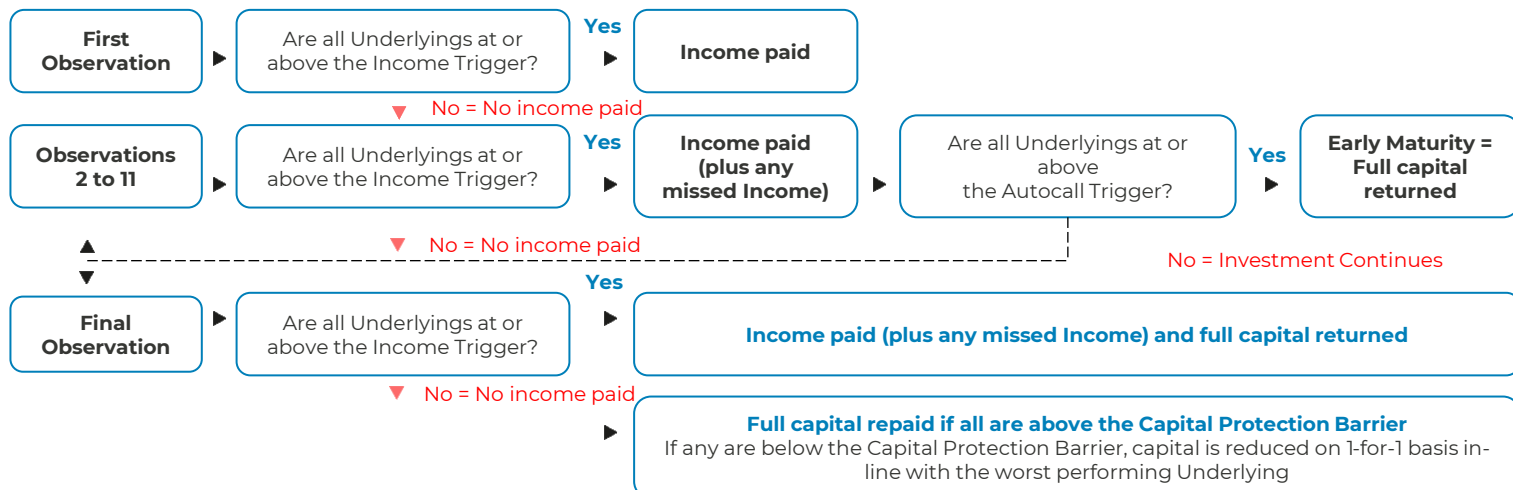 First
Observation
Are all Underlyings at or
above the Income Trigger?
Yes
Income paid
No = No income paid
Observations
2 to 11
Are all Underlyings at or
above the Income Trigger?
Yes
Income paid
(plus any
missed Income)
Are all Underlyings at or
above
the Autocall Trigger?
Yes
Early Maturity =
Full capital
returned
No = No income paid
No = Investment Continues
Final
Observation
Are all Underlyings at or
above the Income Trigger?
Yes
Income paid (plus any missed Income) and full capital returned
No = No income paid
Full capital repaid if all are above the Capital Protection Barrier
If any are below the Capital Protection Barrier, capital is reduced on 1-for-1 basis in-
line with the worst performing Underlying